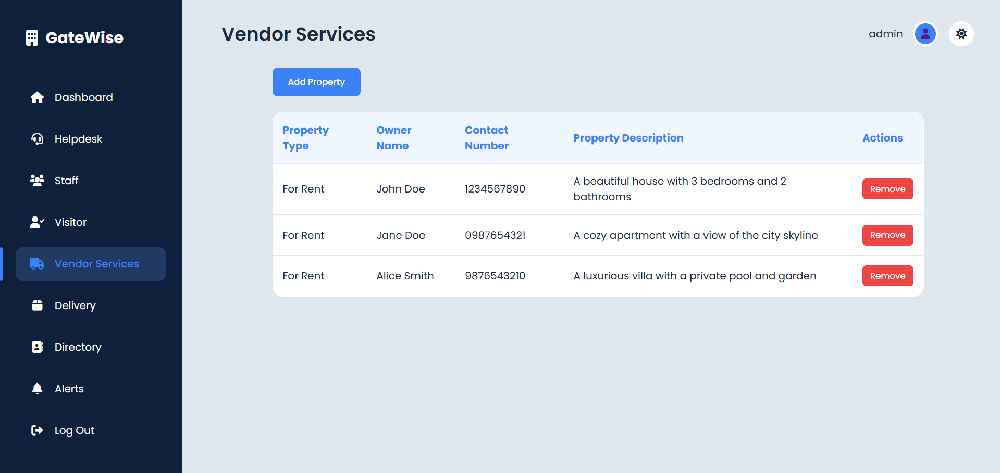 GateWise
Dashboard
Helpdesk
Staff
Visitor
Vendor Services
Delivery
Directory
Alerts
Log Out
Vendor Services
admin
Add Property
Property Type
Owner Name
Contact Number
Property Description
Actions
For Rent
John Doe
1234567890
A beautiful house with 3 bedrooms and 2
bathrooms
Remove
For Rent
Jane Doe
0987654321
A cozy apartment with a view of the city skyline
Remove
For Rent
Alice Smith
9876543210
A luxurious villa with a private pool and garden
Remove